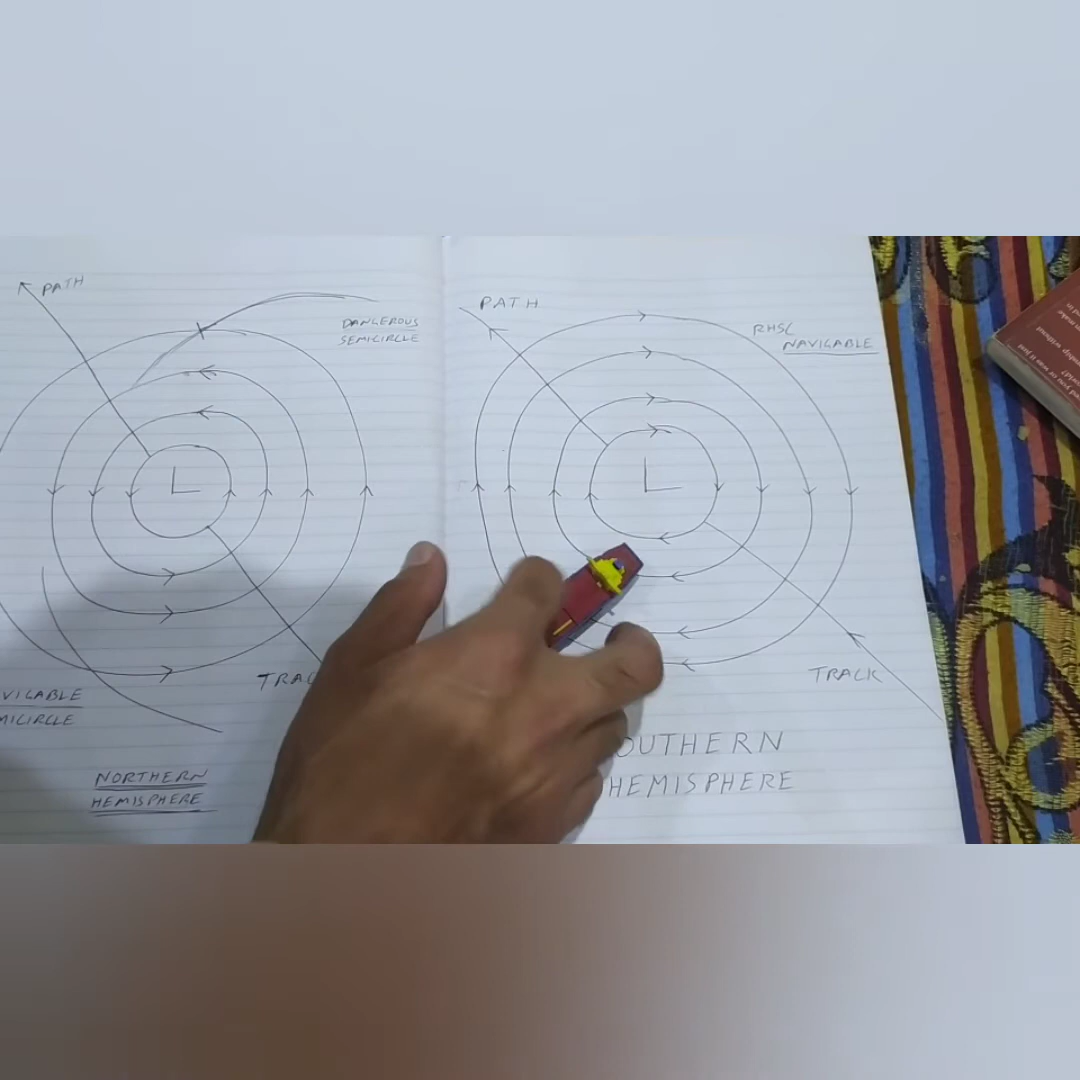 PATH
DANGEROUS
SEMICIRCLE
L
VIGABLE
MICIRCLE
TRAC
NORTHERN
HEMISPHERE
PATH
RHSC
NAVIGABLE
L
TRACK
OUTHERN
HEMISPHERE